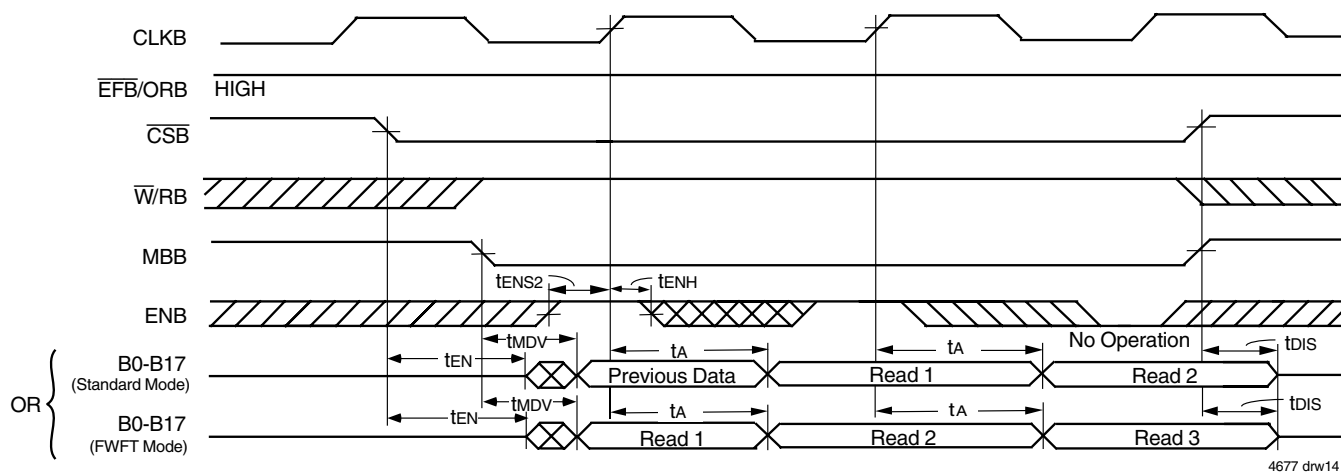 CLKB
EFB/ORB HIGH
CSB
W/RB
MBB
tENS2 tENH
ENB
No Operation
tMDV
tEN tA tA tDIS
B0-B17
(Standard Mode)
Previous Data Read 1 Read 2
OR
tMDV
tEN tA tA tDIS
B0-B17
(FWFT Mode)
Read 1 Read 2 Read 3
4677 drw14